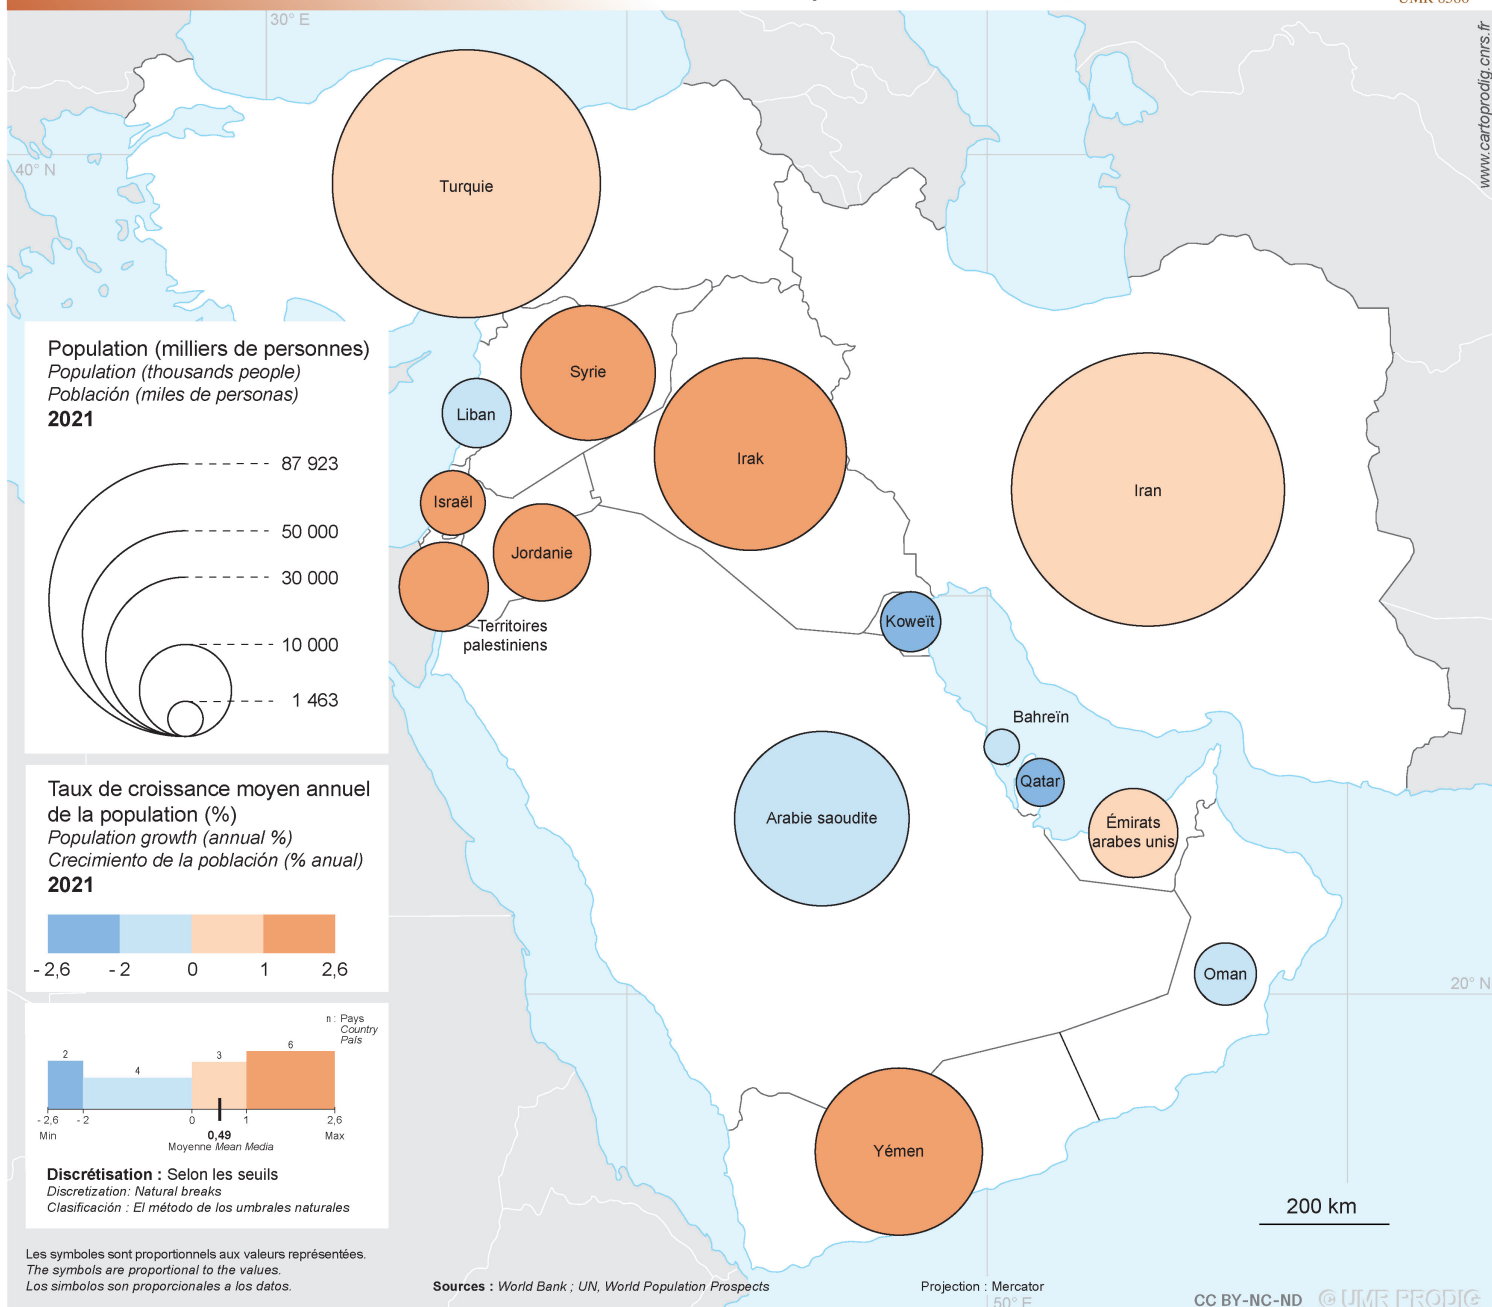 30° E
www.cartoprodig.cnrs.fr
40° N
Turquie
Syrie
Liban
Irak
Iran
Israël
Jordanie
Territoires
palestiniens
Koweït
Bahreïn
Qatar
Arabie saoudite
Émirats
arabes unis
Oman
20° N
Yémen
Population (milliers de personnes)
Population (thousands people)
Población (miles de personas)
2021
87 923
50 000
30 000
10 000
1 463
Taux de croissance moyen annuel
de la population (%)
Population growth (annual %)
Crecimiento de la población (% anual)
2021
- 2,6 - 2 0 1 2,6
n : Pays
Country
País
2 4 3 6
- 2,6 - 2 0 1 2,6
Min 0,49 Max
Moyenne Mean Media
Discrétisation : Selon les seuils
Discretization: Natural breaks
Clasificación : El método de los umbrales naturales
200 km
Les symboles sont proportionnels aux valeurs représentées.
The symbols are proportional to the values.
Los símbolos son proporcionales a los datos.
Sources : World Bank ; UN, World Population Prospects
Projection : Mercator
50° E
CC BY-NC-ND © UMR PRODIG